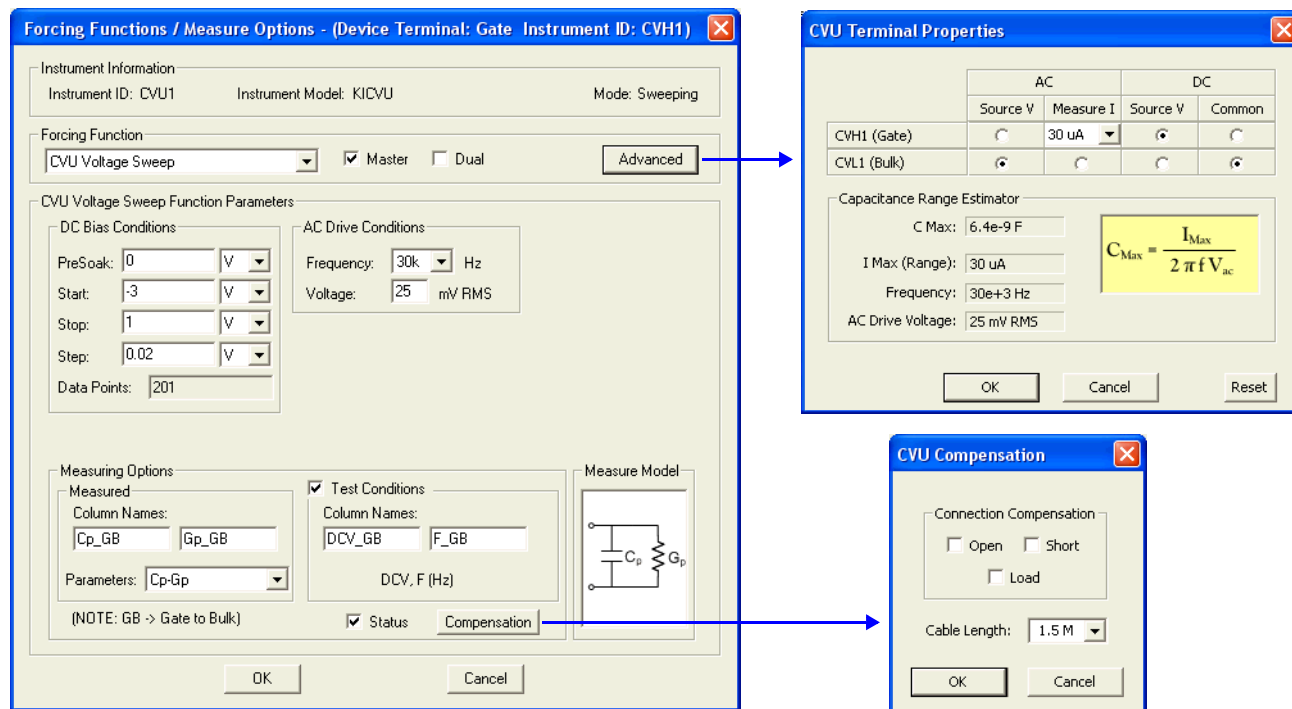 Forcing Functions / Measure Options - (Device Terminal: Gate Instrument ID: CVH1)
Instrument Information
Instrument ID: CVU1 Instrument Model: KICVU Mode: Sweeping
Forcing Function
CVU Voltage Sweep Master Dual Advanced
CVU Voltage Sweep Function Parameters
DC Bias Conditions
PreSoak: 0 V
Start: -3 V
Stop: 1 V
Step: 0.02 V
Data Points: 201
AC Drive Conditions
Frequency: 30k Hz
Voltage: 25 mV RMS
Measuring Options
Measured
Column Names:
Cp_GB Gp_GB
Parameters: Cp-Gp
(NOTE: GB -> Gate to Bulk)
Test Conditions
Column Names:
DCV_GB F_GB
DCV, F (Hz)
Status Compensation
Measure Model
Cp Gp
OK Cancel
CVU Terminal Properties
AC DC
Source V Measure I Source V Common
CVH1 (Gate) 30 uA
CVL1 (Bulk)
Capacitance Range Estimator
C Max: 6.4e-9 F
I Max (Range): 30 uA
Frequency: 30e+3 Hz
AC Drive Voltage: 25 mV RMS
CMax = IMax / 2 π f Vac
OK Cancel Reset
CVU Compensation
Connection Compensation
Open Short
Load
Cable Length: 1.5 M
OK Cancel